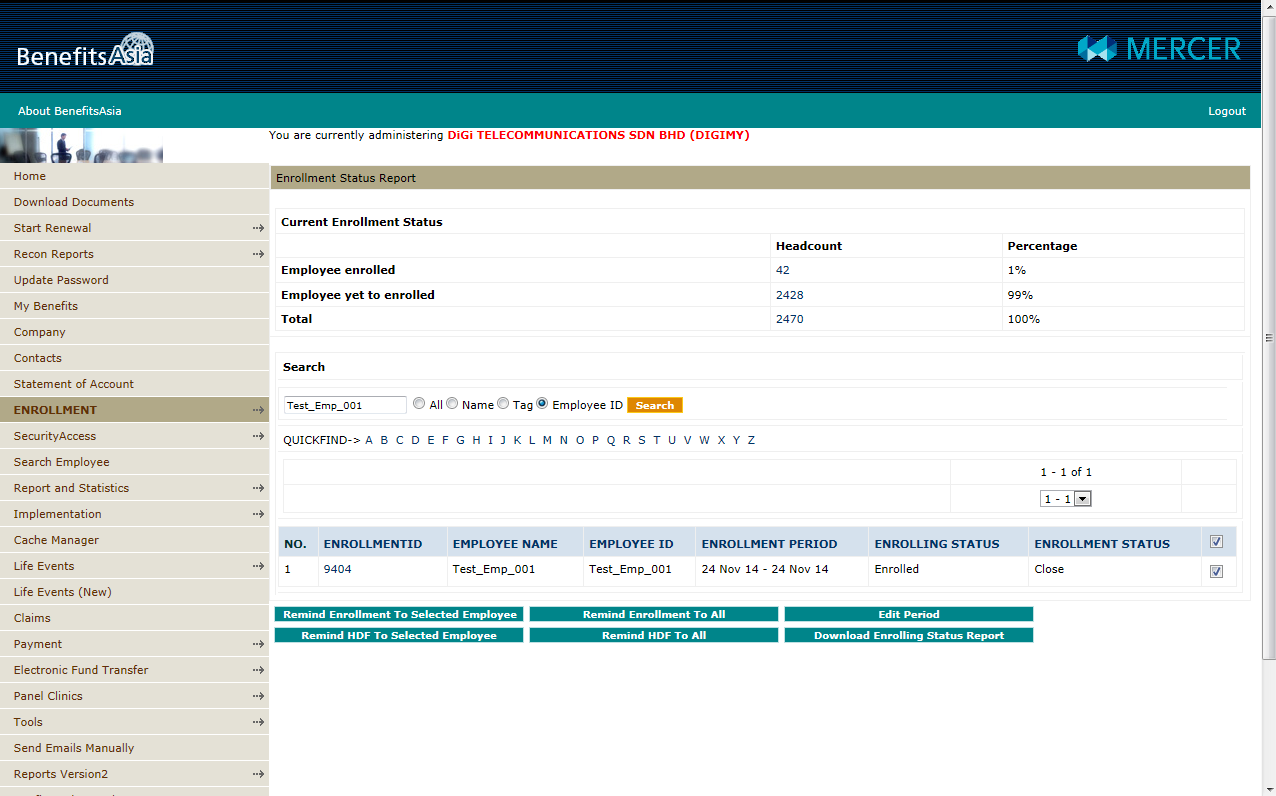 BenefitsAsia
MERCER
About BenefitsAsia Logout
You are currently administering DiGi TELECOMMUNICATIONS SDN BHD (DIGIMY)
Home
Download Documents
Start Renewal
Recon Reports
Update Password
My Benefits
Company
Contacts
Statement of Account
ENROLLMENT
SecurityAccess
Search Employee
Report and Statistics
Implementation
Cache Manager
Life Events
Life Events (New)
Claims
Payment
Electronic Fund Transfer
Panel Clinics
Tools
Send Emails Manually
Reports Version2
Enrollment Status Report
Current Enrollment Status
Headcount Percentage
Employee enrolled 42 1%
Employee yet to enrolled 2428 99%
Total 2470 100%
Search
Test_Emp_001 All Name Tag Employee ID Search
QUICKFIND-> A B C D E F G H I J K L M N O P Q R S T U V W X Y Z
1 - 1 of 1
1 - 1
NO. ENROLLMENTID EMPLOYEE NAME EMPLOYEE ID ENROLLMENT PERIOD ENROLLING STATUS ENROLLMENT STATUS
1 9404 Test_Emp_001 Test_Emp_001 24 Nov 14 - 24 Nov 14 Enrolled Close
Remind Enrollment To Selected Employee Remind Enrollment To All Edit Period
Remind HDF To Selected Employee Remind HDF To All Download Enrolling Status Report